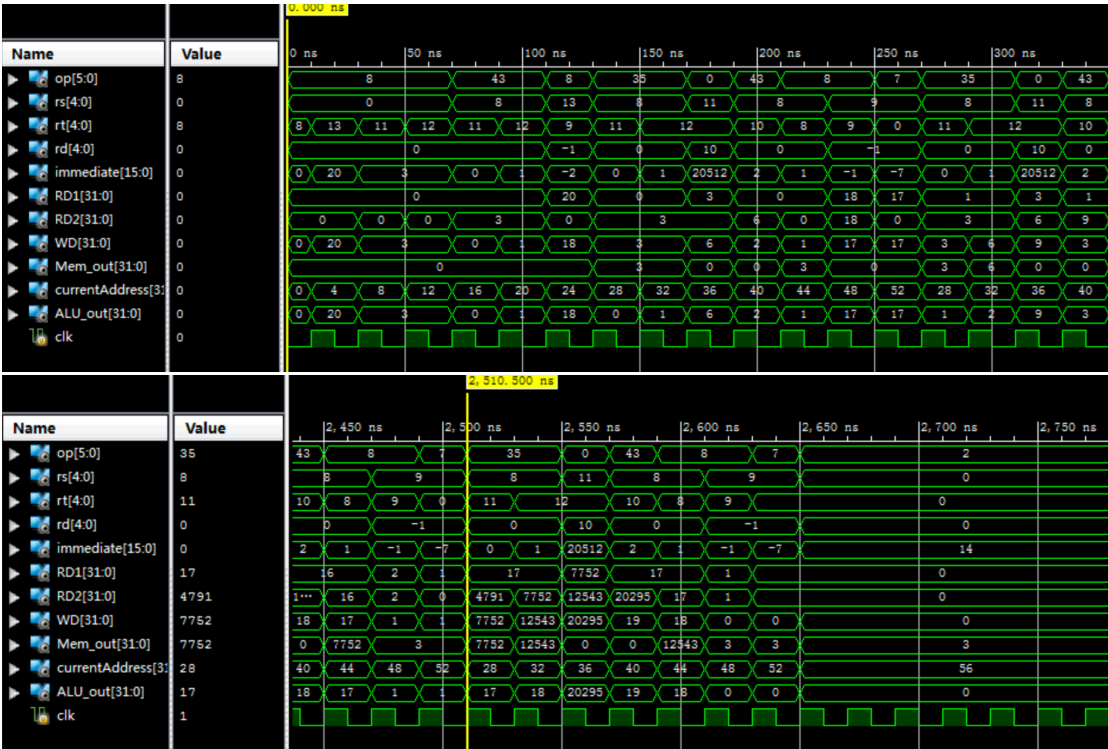 0.000 ns
Name Value 0 ns 50 ns 100 ns 150 ns 200 ns 250 ns 300 ns
op[5:0] 8 8 43 8 35 0 43 8 7 35 0 43
rs[4:0] 0 0 8 13 8 11 8 9 8 11 8
rt[4:0] 8 8 13 11 12 11 12 9 11 12 10 8 9 0 11 12 10
rd[4:0] 0 0 -1 0 10 0 -1 0 10 0
immediate[15:0] 0 0 20 3 0 1 -2 0 1 20512 2 1 -1 -7 0 1 20512 2
RD1[31:0] 0 0 20 0 3 0 18 17 1 3 1
RD2[31:0] 0 0 0 0 3 0 3 6 0 18 0 3 6 9
WD[31:0] 0 0 20 3 0 1 18 3 6 2 1 17 17 3 6 9 3
Mem_out[31:0] 0 0 3 0 0 3 0 3 6 0 0
currentAddress[31 0 0 4 8 12 16 20 24 28 32 36 40 44 48 52 28 32 36 40
ALU_out[31:0] 0 0 20 3 0 1 18 0 1 6 2 1 17 17 1 2 9 3
clk 0
2,510.500 ns
Name Value 2,450 ns 2,500 ns 2,550 ns 2,600 ns 2,650 ns 2,700 ns 2,750 ns
op[5:0] 35 43 8 7 35 0 43 8 7 2
rs[4:0] 8 8 9 8 11 8 9 0
rt[4:0] 11 10 8 9 0 11 12 10 8 9 0
rd[4:0] 0 0 -1 0 10 0 -1 0
immediate[15:0] 0 2 1 -1 -7 0 1 20512 2 1 -1 -7 14
RD1[31:0] 17 16 2 1 17 7752 17 1 0
RD2[31:0] 4791 1··· 16 2 0 4791 7752 12543 20295 17 1 0
WD[31:0] 7752 18 17 1 1 7752 12543 20295 19 18 0 0 0
Mem_out[31:0] 7752 0 7752 3 7752 12543 0 0 12543 3 3 3
currentAddress[31 28 40 44 48 52 28 32 36 40 44 48 52 56
ALU_out[31:0] 17 18 17 1 1 17 18 20295 19 18 0 0 0
clk 1